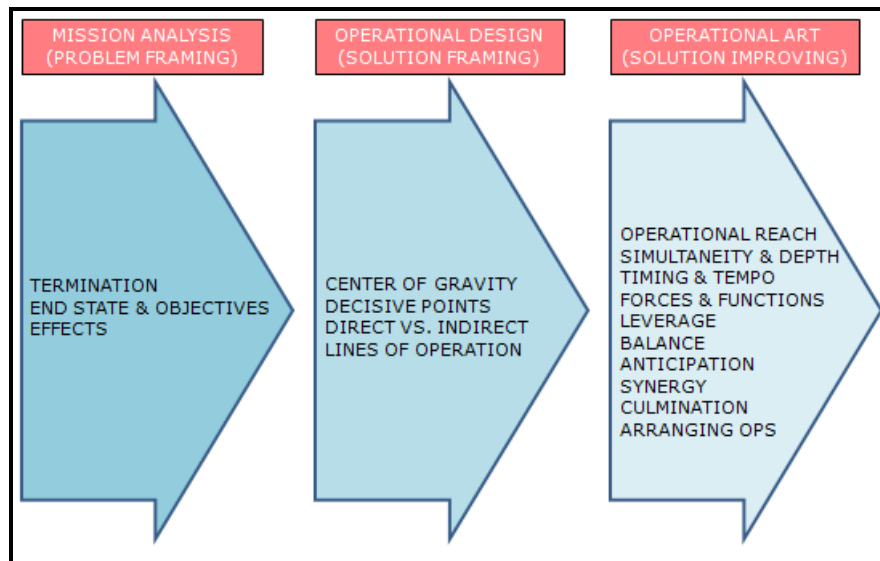 MISSION ANALYSIS
(PROBLEM FRAMING)
OPERATIONAL DESIGN
(SOLUTION FRAMING)
OPERATIONAL ART
(SOLUTION IMPROVING)
TERMINATION
END STATE & OBJECTIVES
EFFECTS
CENTER OF GRAVITY
DECISIVE POINTS
DIRECT VS. INDIRECT
LINES OF OPERATION
OPERATIONAL REACH
SIMULTANEITY & DEPTH
TIMING & TEMPO
FORCES & FUNCTIONS
LEVERAGE
BALANCE
ANTICIPATION
SYNERGY
CULMINATION
ARRANGING OPS